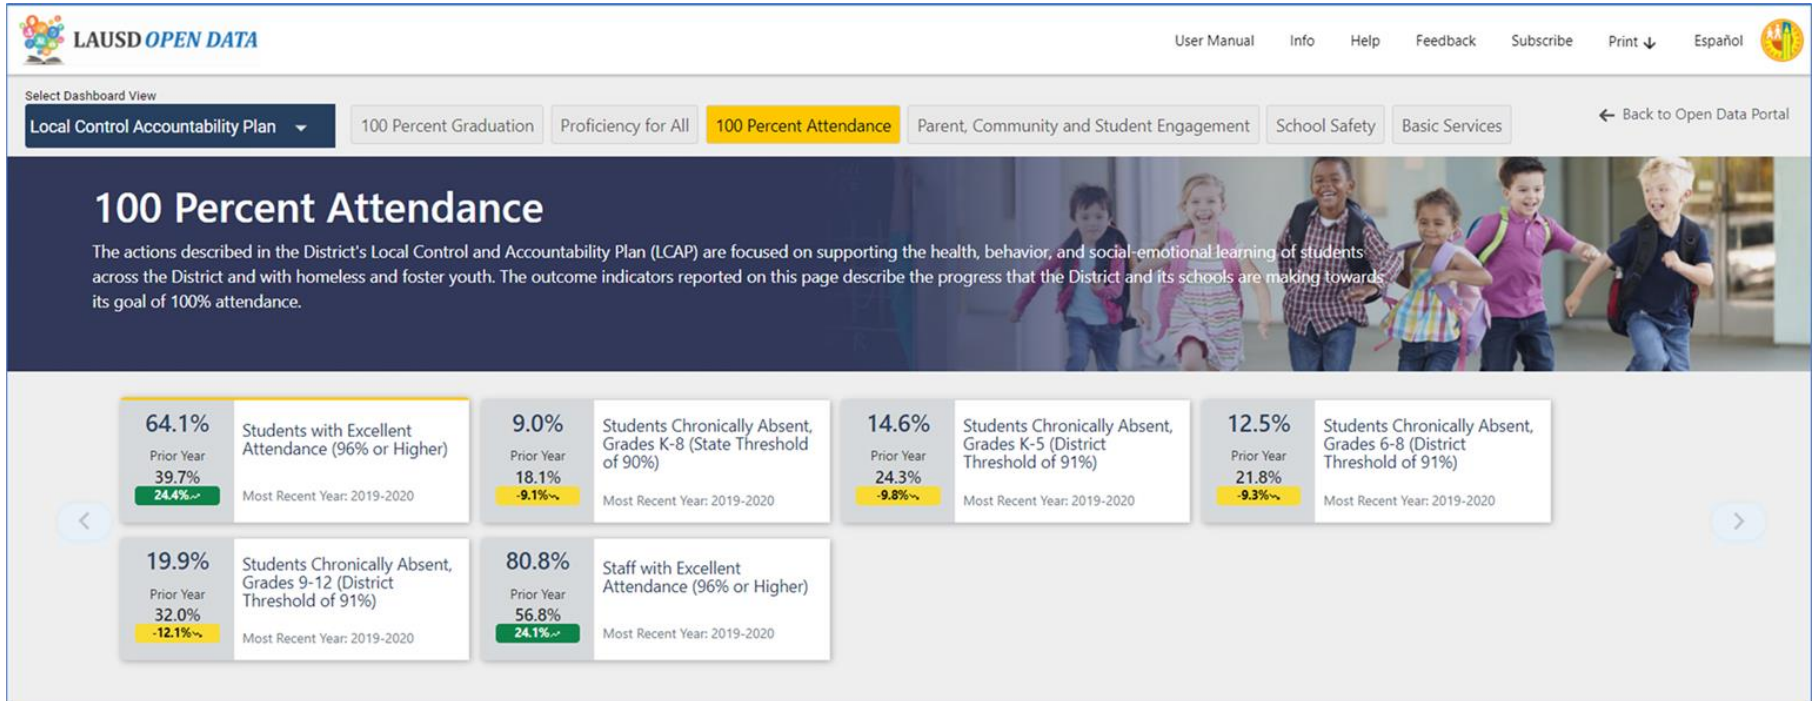 LAUSD OPEN DATA
User Manual Info Help Feedback Subscribe Print Español
Select Dashboard View
Local Control Accountability Plan
100 Percent Graduation
Proficiency for All
100 Percent Attendance
Parent, Community and Student Engagement
School Safety
Basic Services
Back to Open Data Portal
100 Percent Attendance
The actions described in the District's Local Control and Accountability Plan (LCAP) are focused on supporting the health, behavior, and social-emotional learning of students
across the District and with homeless and foster youth. The outcome indicators reported on this page describe the progress that the District and its schools are making towards
its goal of 100% attendance.
64.1%
Prior Year
39.7%
24.4%
Students with Excellent
Attendance (96% or Higher)
Most Recent Year: 2019-2020
9.0%
Prior Year
18.1%
-9.1%
Students Chronically Absent,
Grades K-8 (State Threshold
of 90%)
Most Recent Year: 2019-2020
14.6%
Prior Year
24.3%
-9.8%
Students Chronically Absent,
Grades K-5 (District
Threshold of 91%)
Most Recent Year: 2019-2020
12.5%
Prior Year
21.8%
-9.3%
Students Chronically Absent,
Grades 6-8 (District
Threshold of 91%)
Most Recent Year: 2019-2020
19.9%
Prior Year
32.0%
-12.1%
Students Chronically Absent,
Grades 9-12 (District
Threshold of 91%)
Most Recent Year: 2019-2020
80.8%
Prior Year
56.8%
24.1%
Staff with Excellent
Attendance (96% or Higher)
Most Recent Year: 2019-2020